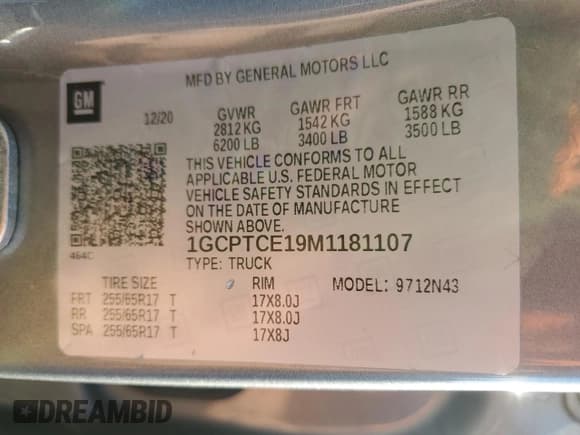 MFD BY GENERAL MOTORS LLC
GM
12/20 GVWR GAWR FRT GAWR RR
2812 KG 1542 KG 1588 KG
6200 LB 3400 LB 3500 LB
THIS VEHICLE CONFORMS TO ALL
APPLICABLE U.S. FEDERAL MOTOR
VEHICLE SAFETY STANDARDS IN EFFECT
ON THE DATE OF MANUFACTURE
SHOWN ABOVE.
464C
1GCPTCE19M1181107
TYPE: TRUCK
TIRE SIZE RIM MODEL: 9712N43
FRT 255/65R17 T 17X8.0J
RR 255/65R17 T 17X8.0J
SPA 255/65R17 T 17X8J
DREAMBID